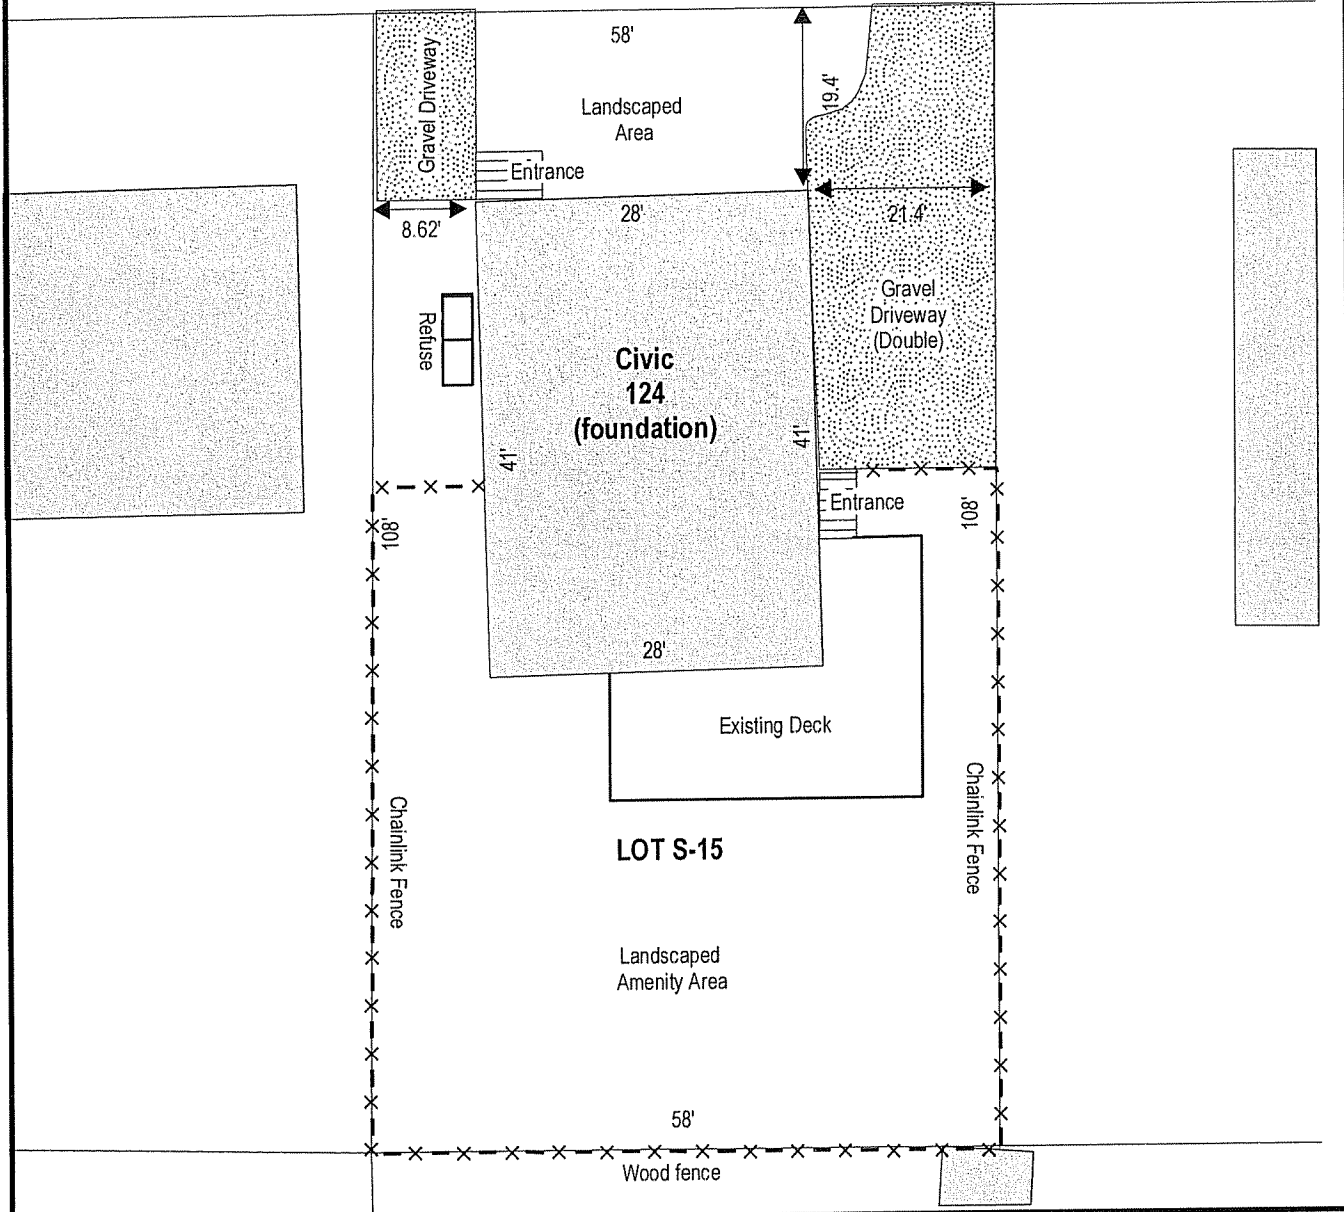 58'
Gravel Driveway
19.4'
Landscaped
Area
Entrance
28'
21.4'
8.62'
Gravel
Driveway
(Double)
Refuse
Civic
124
(foundation)
41'
41'
Entrance
108'
108'
28'
Existing Deck
Chainlink Fence
Chainlink Fence
LOT S-15
Landscaped
Amenity Area
58'
Wood fence